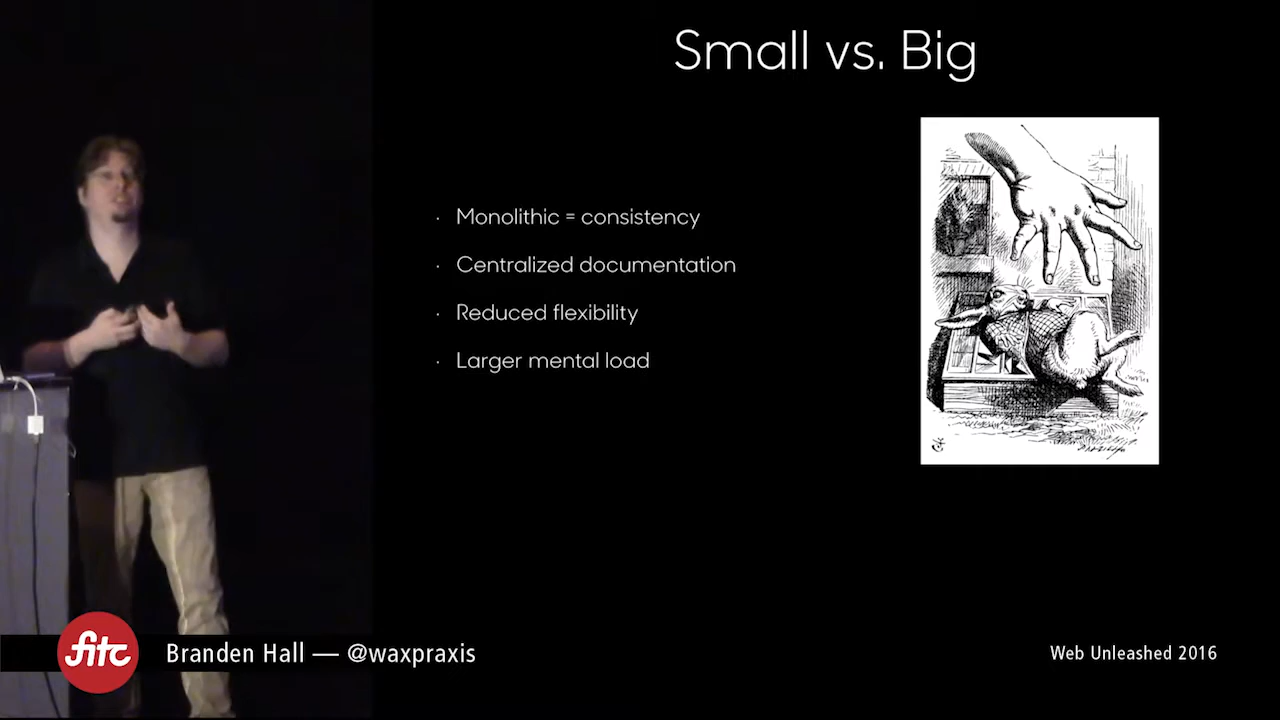 Small vs. Big
· Monolithic = consistency
· Centralized documentation
· Reduced flexibility
· Larger mental load
fitc
Branden Hall — @waxpraxis
Web Unleashed 2016